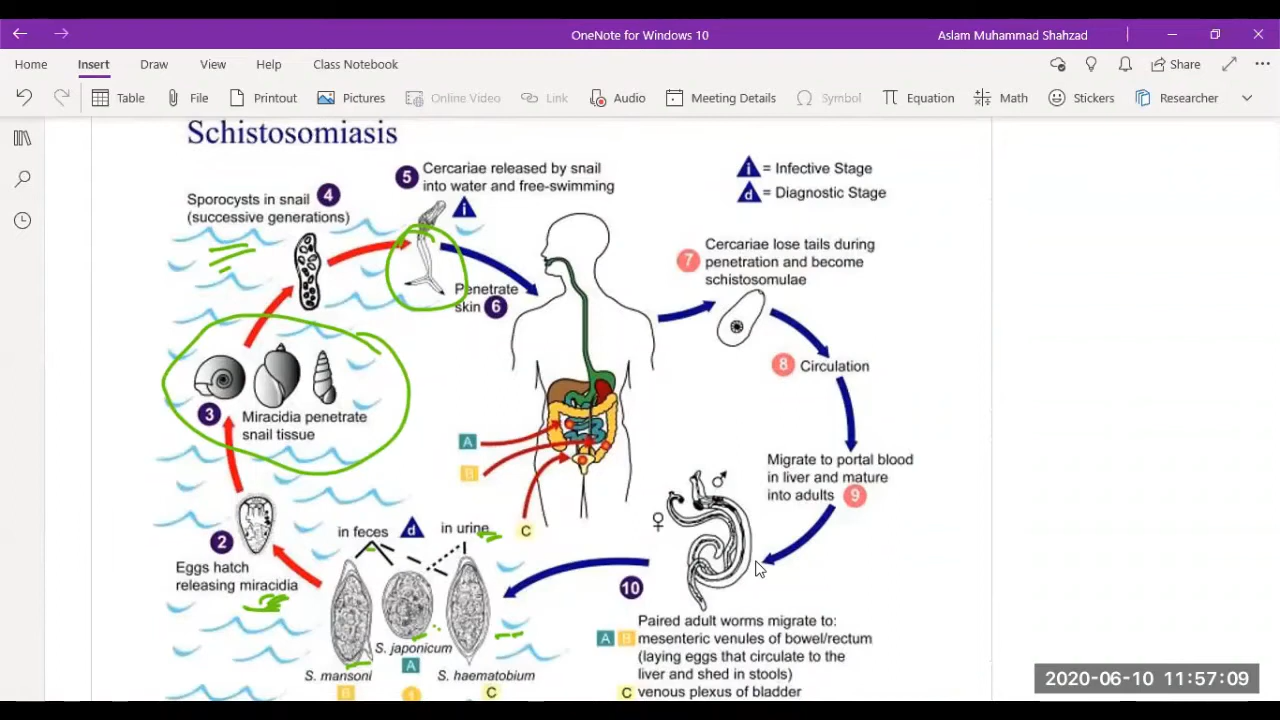 OneNote for Windows 10
Aslam Muhammad Shahzad
Home Insert Draw View Help Class Notebook
Share
Table File Printout Pictures Online Video Link Audio Meeting Details Symbol Equation Math Stickers Researcher
Schistosomiasis
Sporocysts in snail 4
(successive generations)
5 Cercariae released by snail
into water and free-swimming
i
i = Infective Stage
d = Diagnostic Stage
Penetrate
skin 6
7 Cercariae lose tails during
penetration and become
schistosomulae
8 Circulation
3 Miracidia penetrate
snail tissue
A
B
C
Migrate to portal blood
in liver and mature
into adults 9
♂
♀
2
Eggs hatch
releasing miracidia
in feces d in urine
10
S. japonicum
A
S. mansoni
B
S. haematobium
C
Paired adult worms migrate to:
A B mesenteric venules of bowel/rectum
(laying eggs that circulate to the
liver and shed in stools)
C venous plexus of bladder
2020-06-10 11:57:09